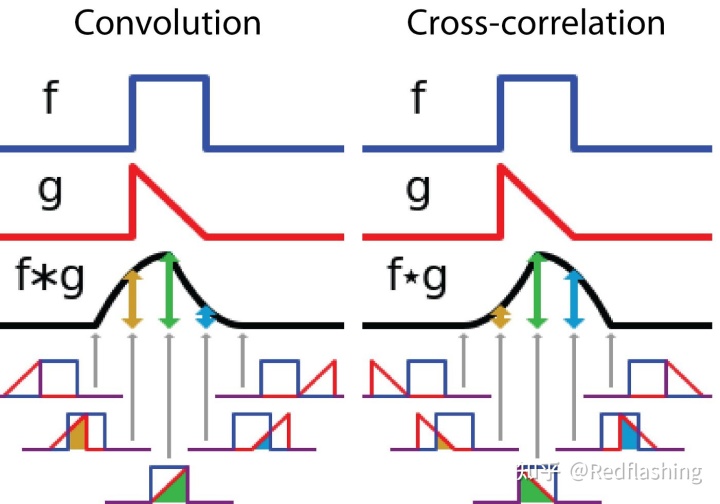 Convolution
Cross-correlation
f
f
g
g
f∗g
f⋆g
知乎 @Redflashing